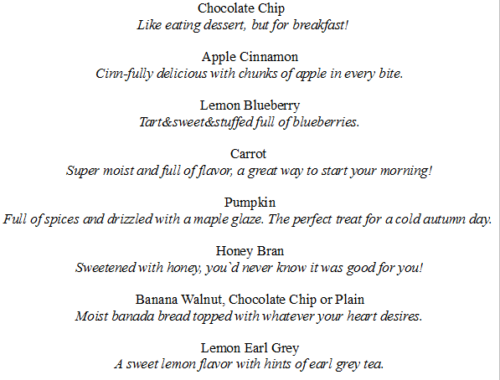 Chocolate Chip
Like eating dessert, but for breakfast!
Apple Cinnamon
Cinn-fully delicious with chunks of apple in every bite.
Lemon Blueberry
Tart&sweet&stuffed full of blueberries.
Carrot
Super moist and full of flavor, a great way to start your morning!
Pumpkin
Full of spices and drizzled with a maple glaze. The perfect treat for a cold autumn day.
Honey Bran
Sweetened with honey, you`d never know it was good for you!
Banana Walnut, Chocolate Chip or Plain
Moist banada bread topped with whatever your heart desires.
Lemon Earl Grey
A sweet lemon flavor with hints of earl grey tea.